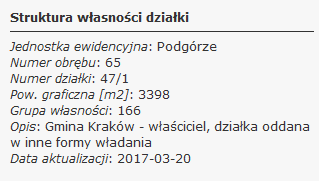 Struktura własności działki
Jednostka ewidencyjna: Podgórze
Numer obrębu: 65
Numer działki: 47/1
Pow. graficzna [m2]: 3398
Grupa własności: 166
Opis: Gmina Kraków - właściciel, działka oddana
w inne formy władania
Data aktualizacji: 2017-03-20